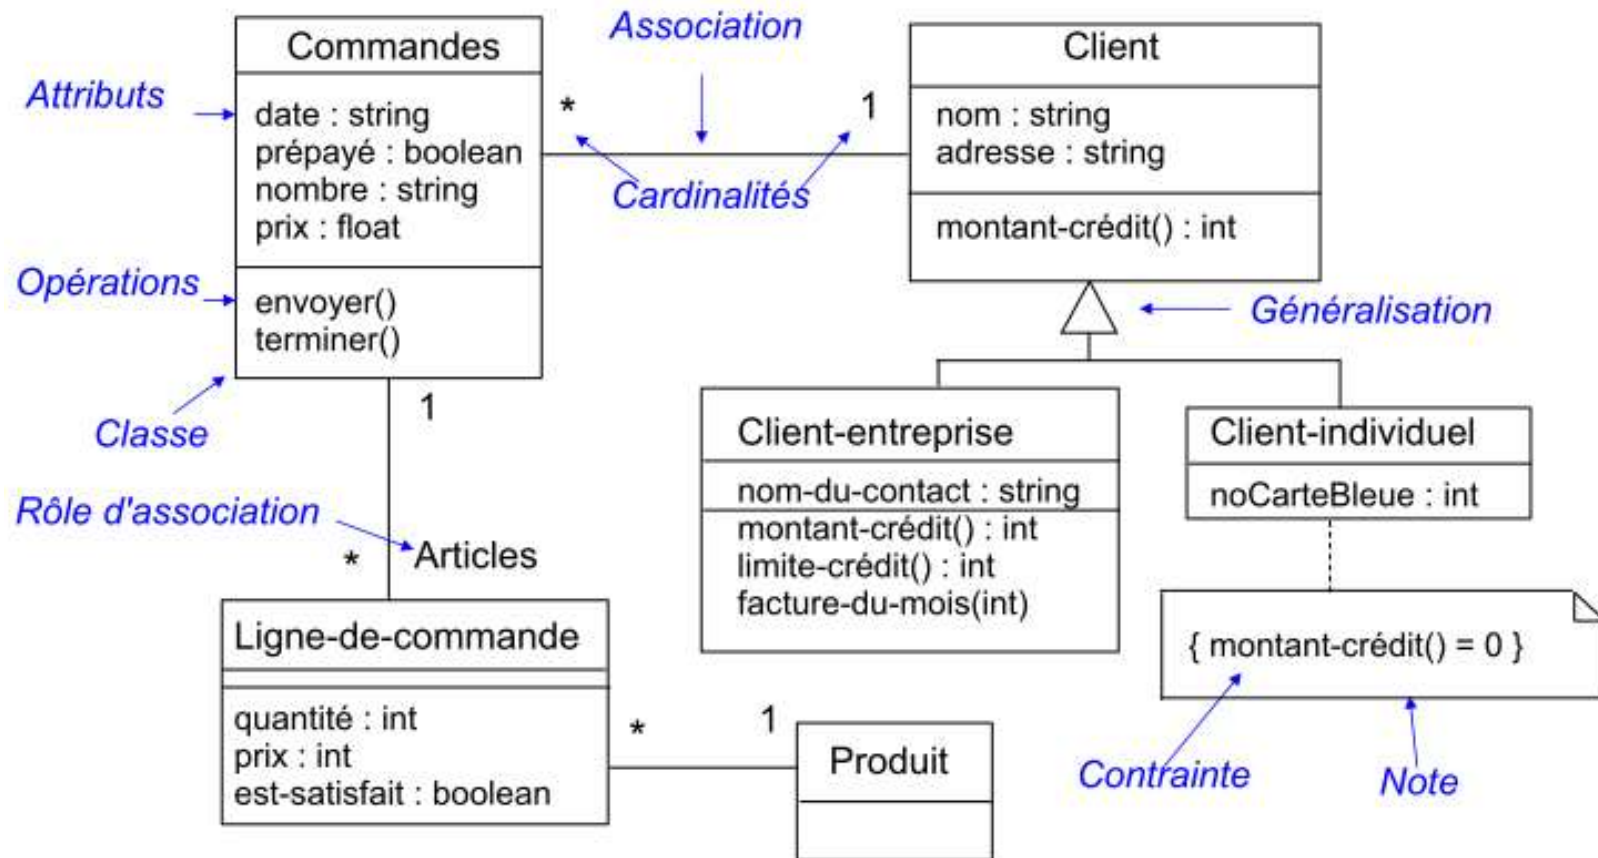 Commandes
date : string
prépayé : boolean
nombre : string
prix : float
envoyer()
terminer()
Attributs
Opérations
Classe
Association
*
1
Cardinalités
Client
nom : string
adresse : string
montant-crédit() : int
Généralisation
1
Rôle d'association
*
Articles
Client-entreprise
nom-du-contact : string
montant-crédit() : int
limite-crédit() : int
facture-du-mois(int)
Client-individuel
noCarteBleue : int
{ montant-crédit() = 0 }
Contrainte
Note
Ligne-de-commande
quantité : int
prix : int
est-satisfait : boolean
*
1
Produit